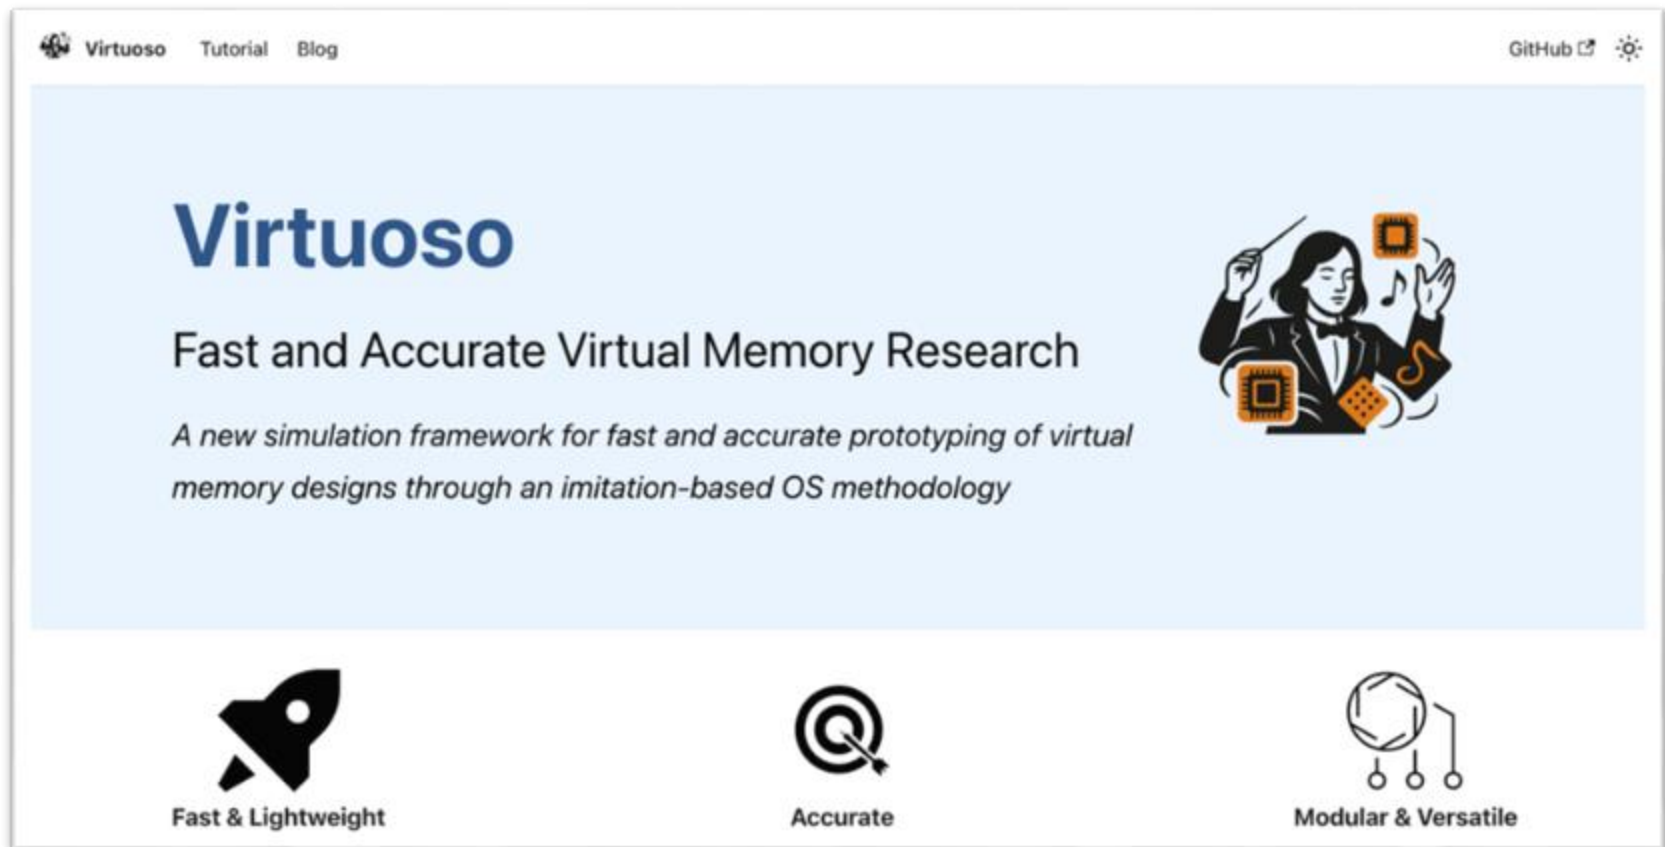 Virtuoso Tutorial Blog GitHub
Virtuoso
Fast and Accurate Virtual Memory Research
A new simulation framework for fast and accurate prototyping of virtual
memory designs through an imitation-based OS methodology
Fast & Lightweight
Accurate
Modular & Versatile